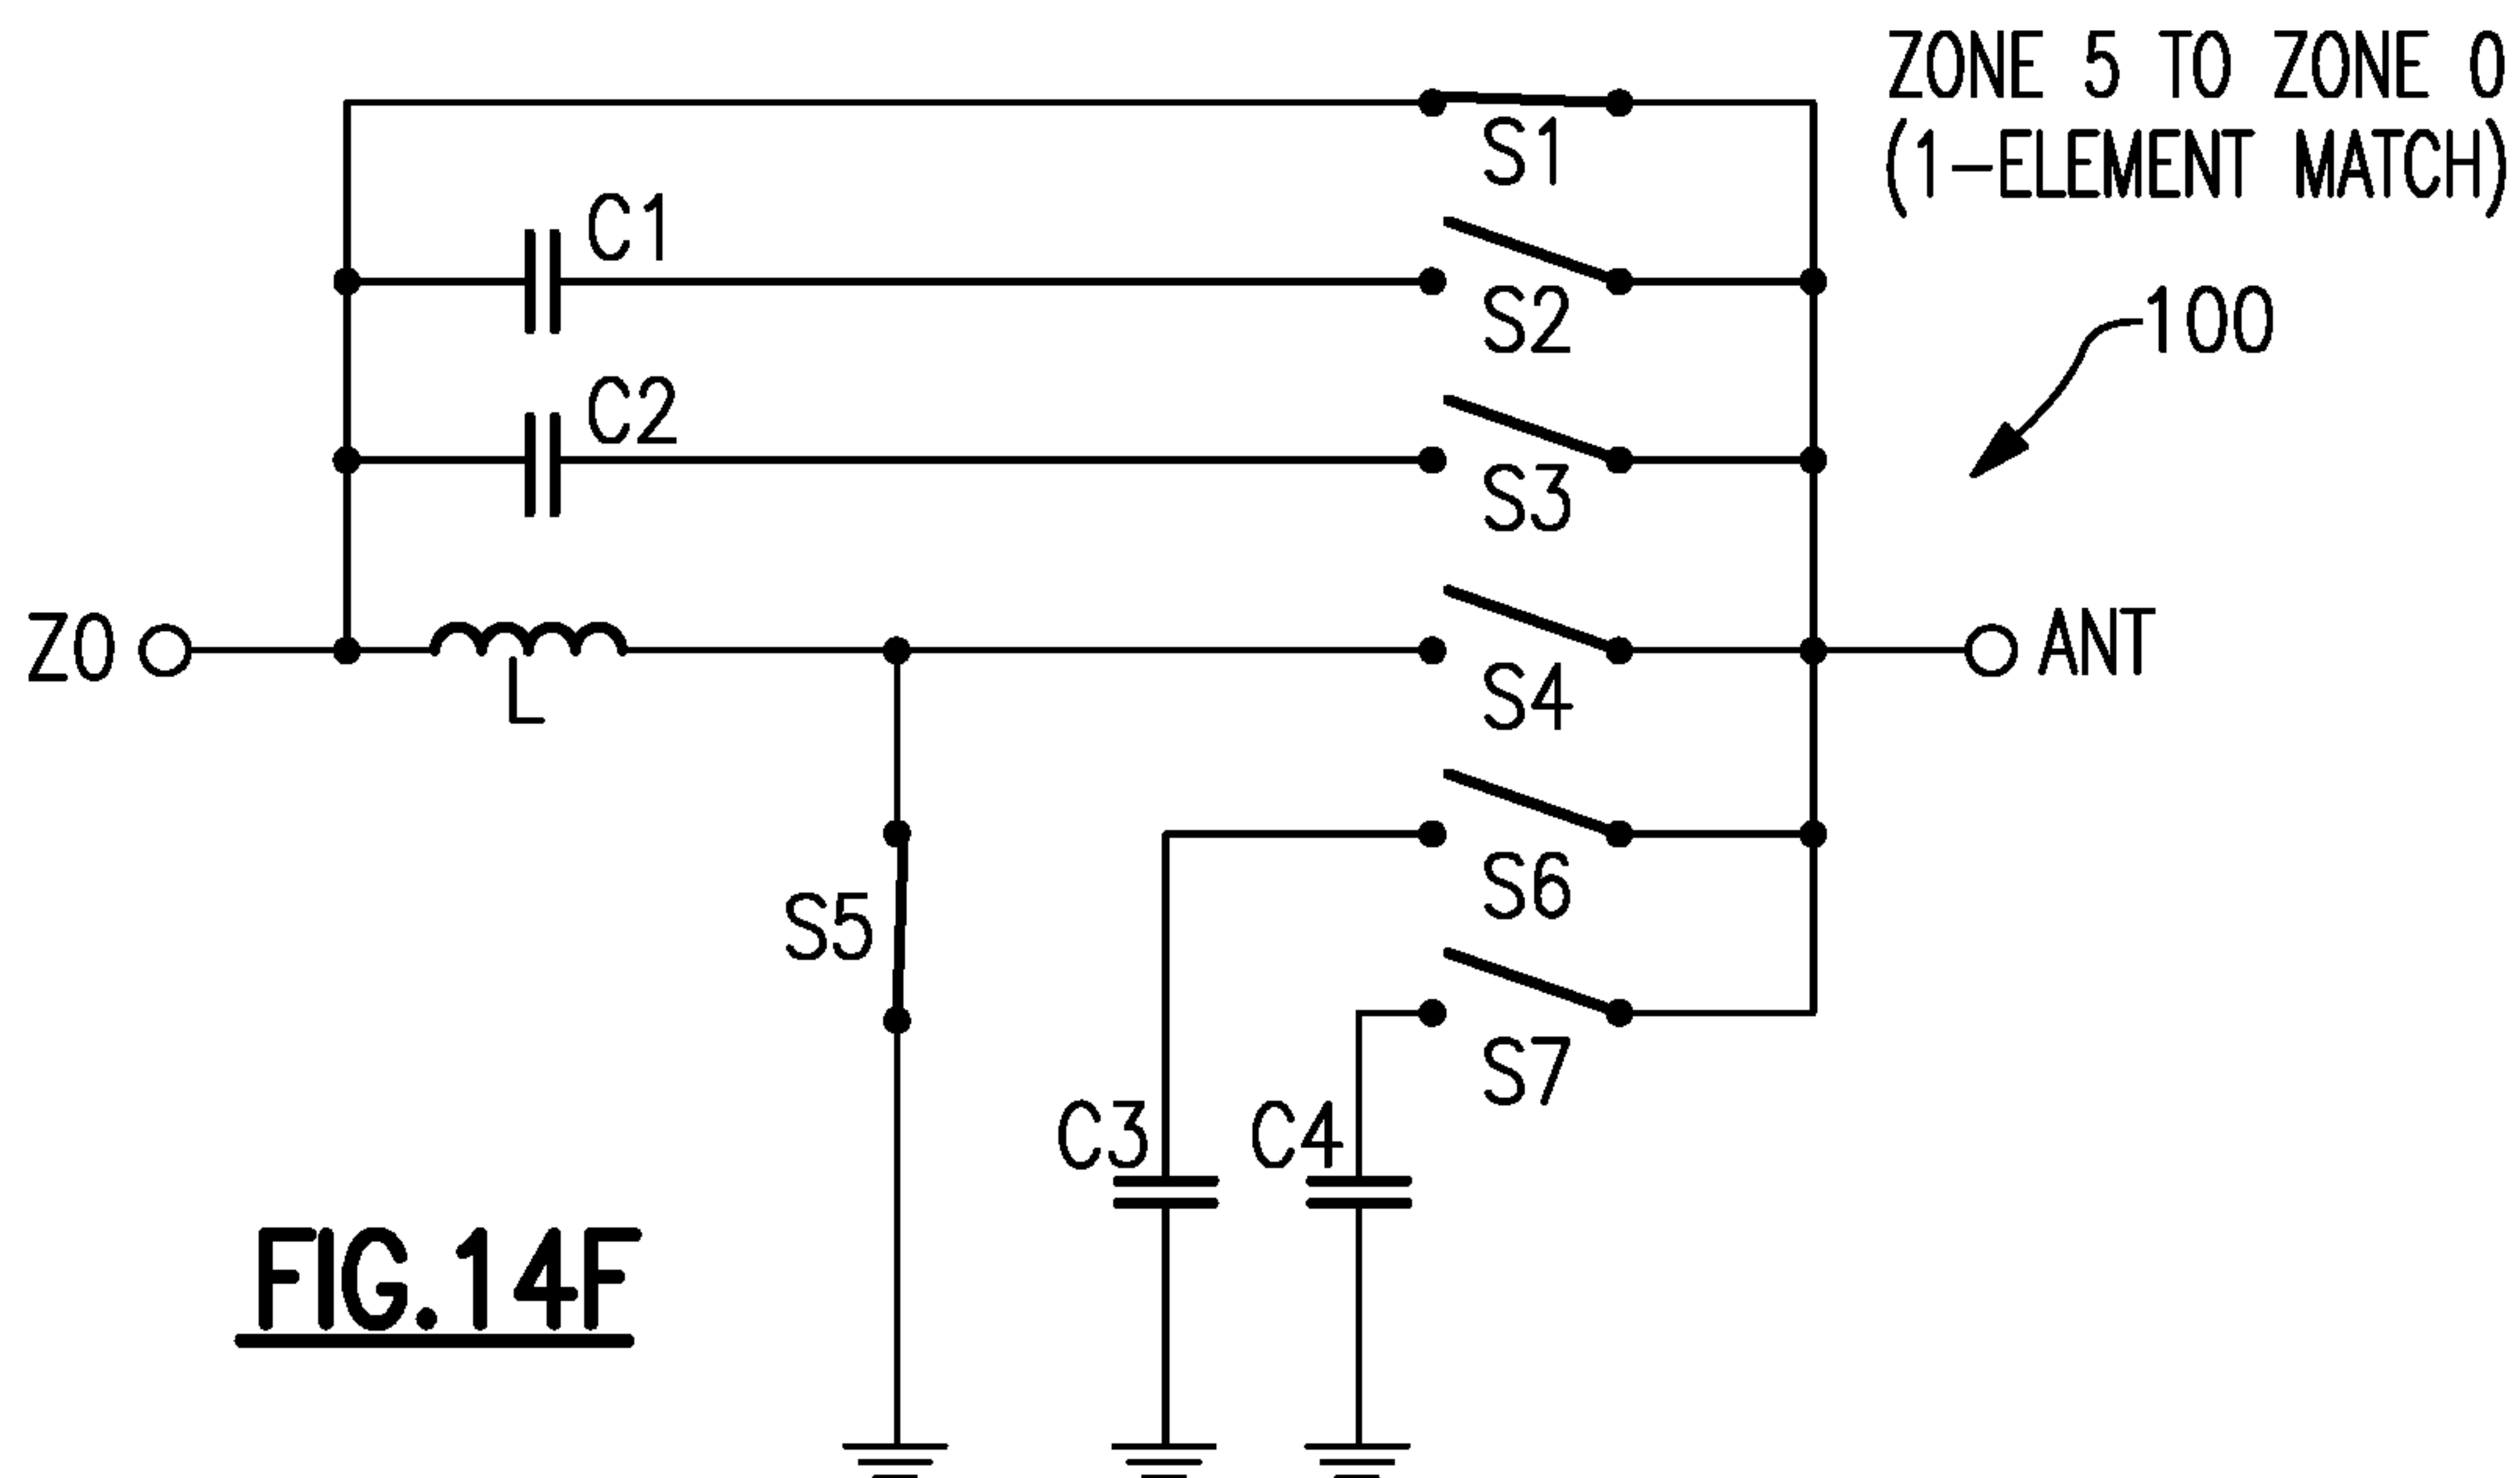 ZONE 5 TO ZONE 0
(1-ELEMENT MATCH)
S1
C1
S2
100
C2
S3
Z0
L
S4
ANT
S5
S6
S7
C3
C4
FIG.14F